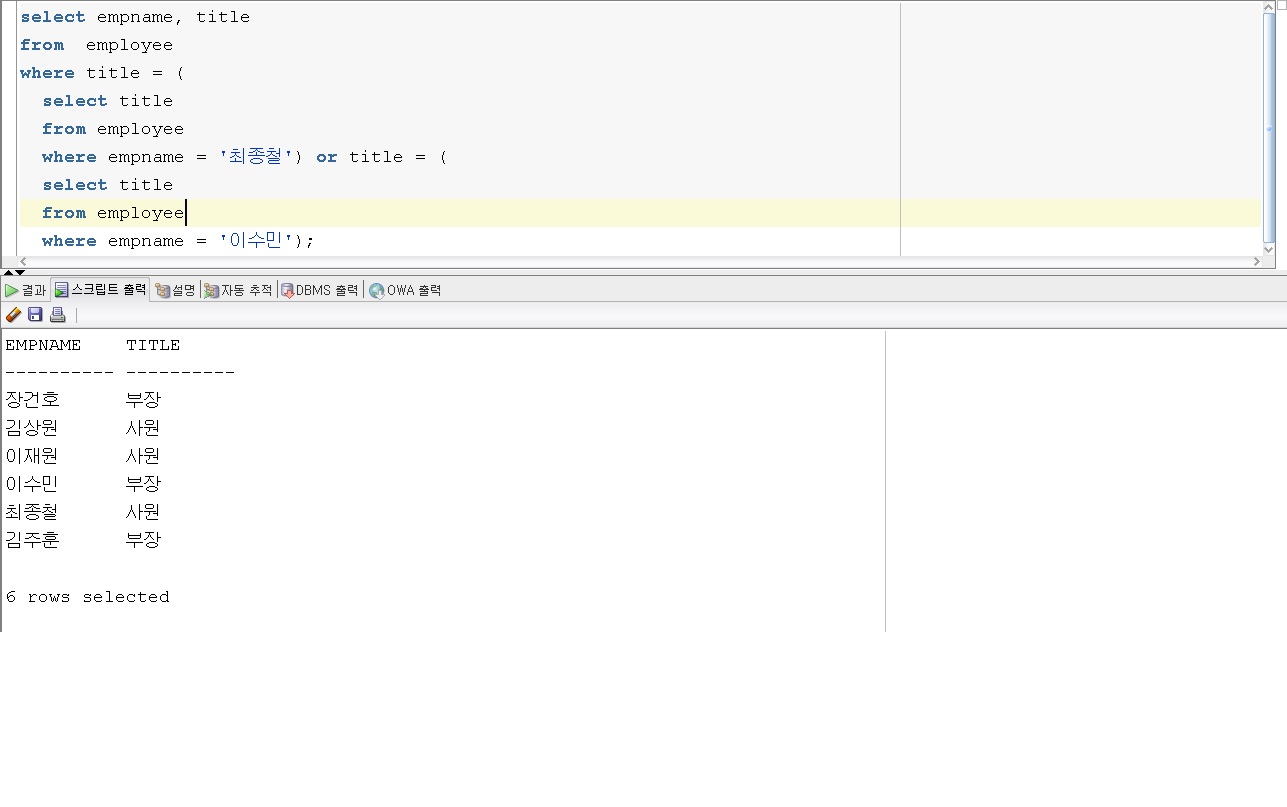 select empname, title
from  employee
where title = (
  select title
  from employee
  where empname = '최종철') or title = (
  select title
  from employee
  where empname = '이수민');
결과 스크립트 출력 설명 자동 추적 DBMS 출력 OWA 출력
EMPNAME    TITLE
---------- ----------
장건호      부장
김상원      사원
이재원      사원
이수민      부장
최종철      사원
김주훈      부장
6 rows selected